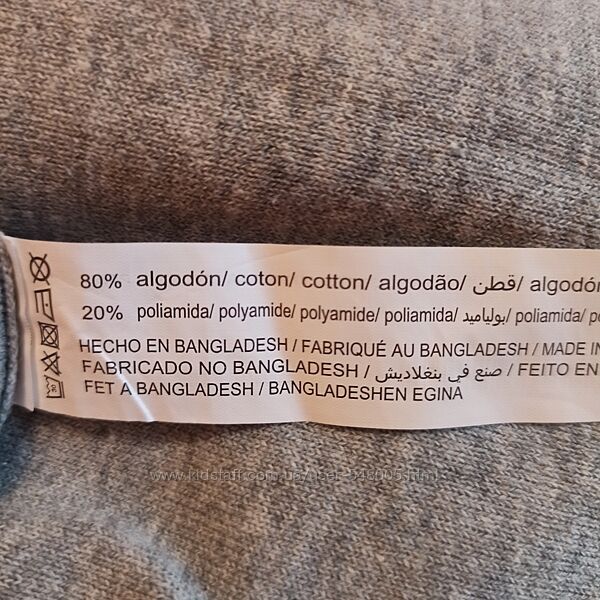 80% algodón/ coton/ cotton/ algodão/ قطن/ algodón
20% poliamida/ polyamide/ polyamide/ poliamida/ بولياميد/ poliamida/
HECHO EN BANGLADESH / FABRIQUÉ AU BANGLADESH / MADE IN
FABRICADO NO BANGLADESH / صنع في بنغلاديش / FEITO EN
FET A BANGLADESH / BANGLADESHEN EGINA